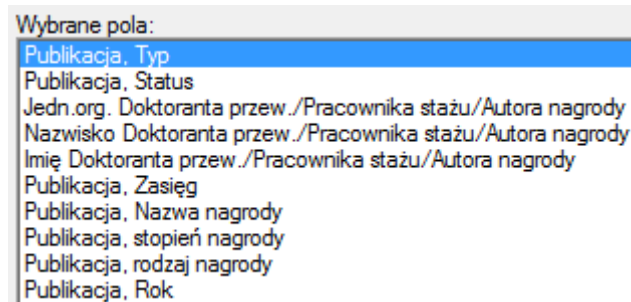 Wybrane pola:
Publikacja, Typ
Publikacja, Status
Jedn.org. Doktoranta przew./Pracownika stażu/Autora nagrody
Nazwisko Doktoranta przew./Pracownika stażu/Autora nagrody
Imię Doktoranta przew./Pracownika stażu/Autora nagrody
Publikacja, Zasięg
Publikacja, Nazwa nagrody
Publikacja, stopień nagrody
Publikacja, rodzaj nagrody
Publikacja, Rok